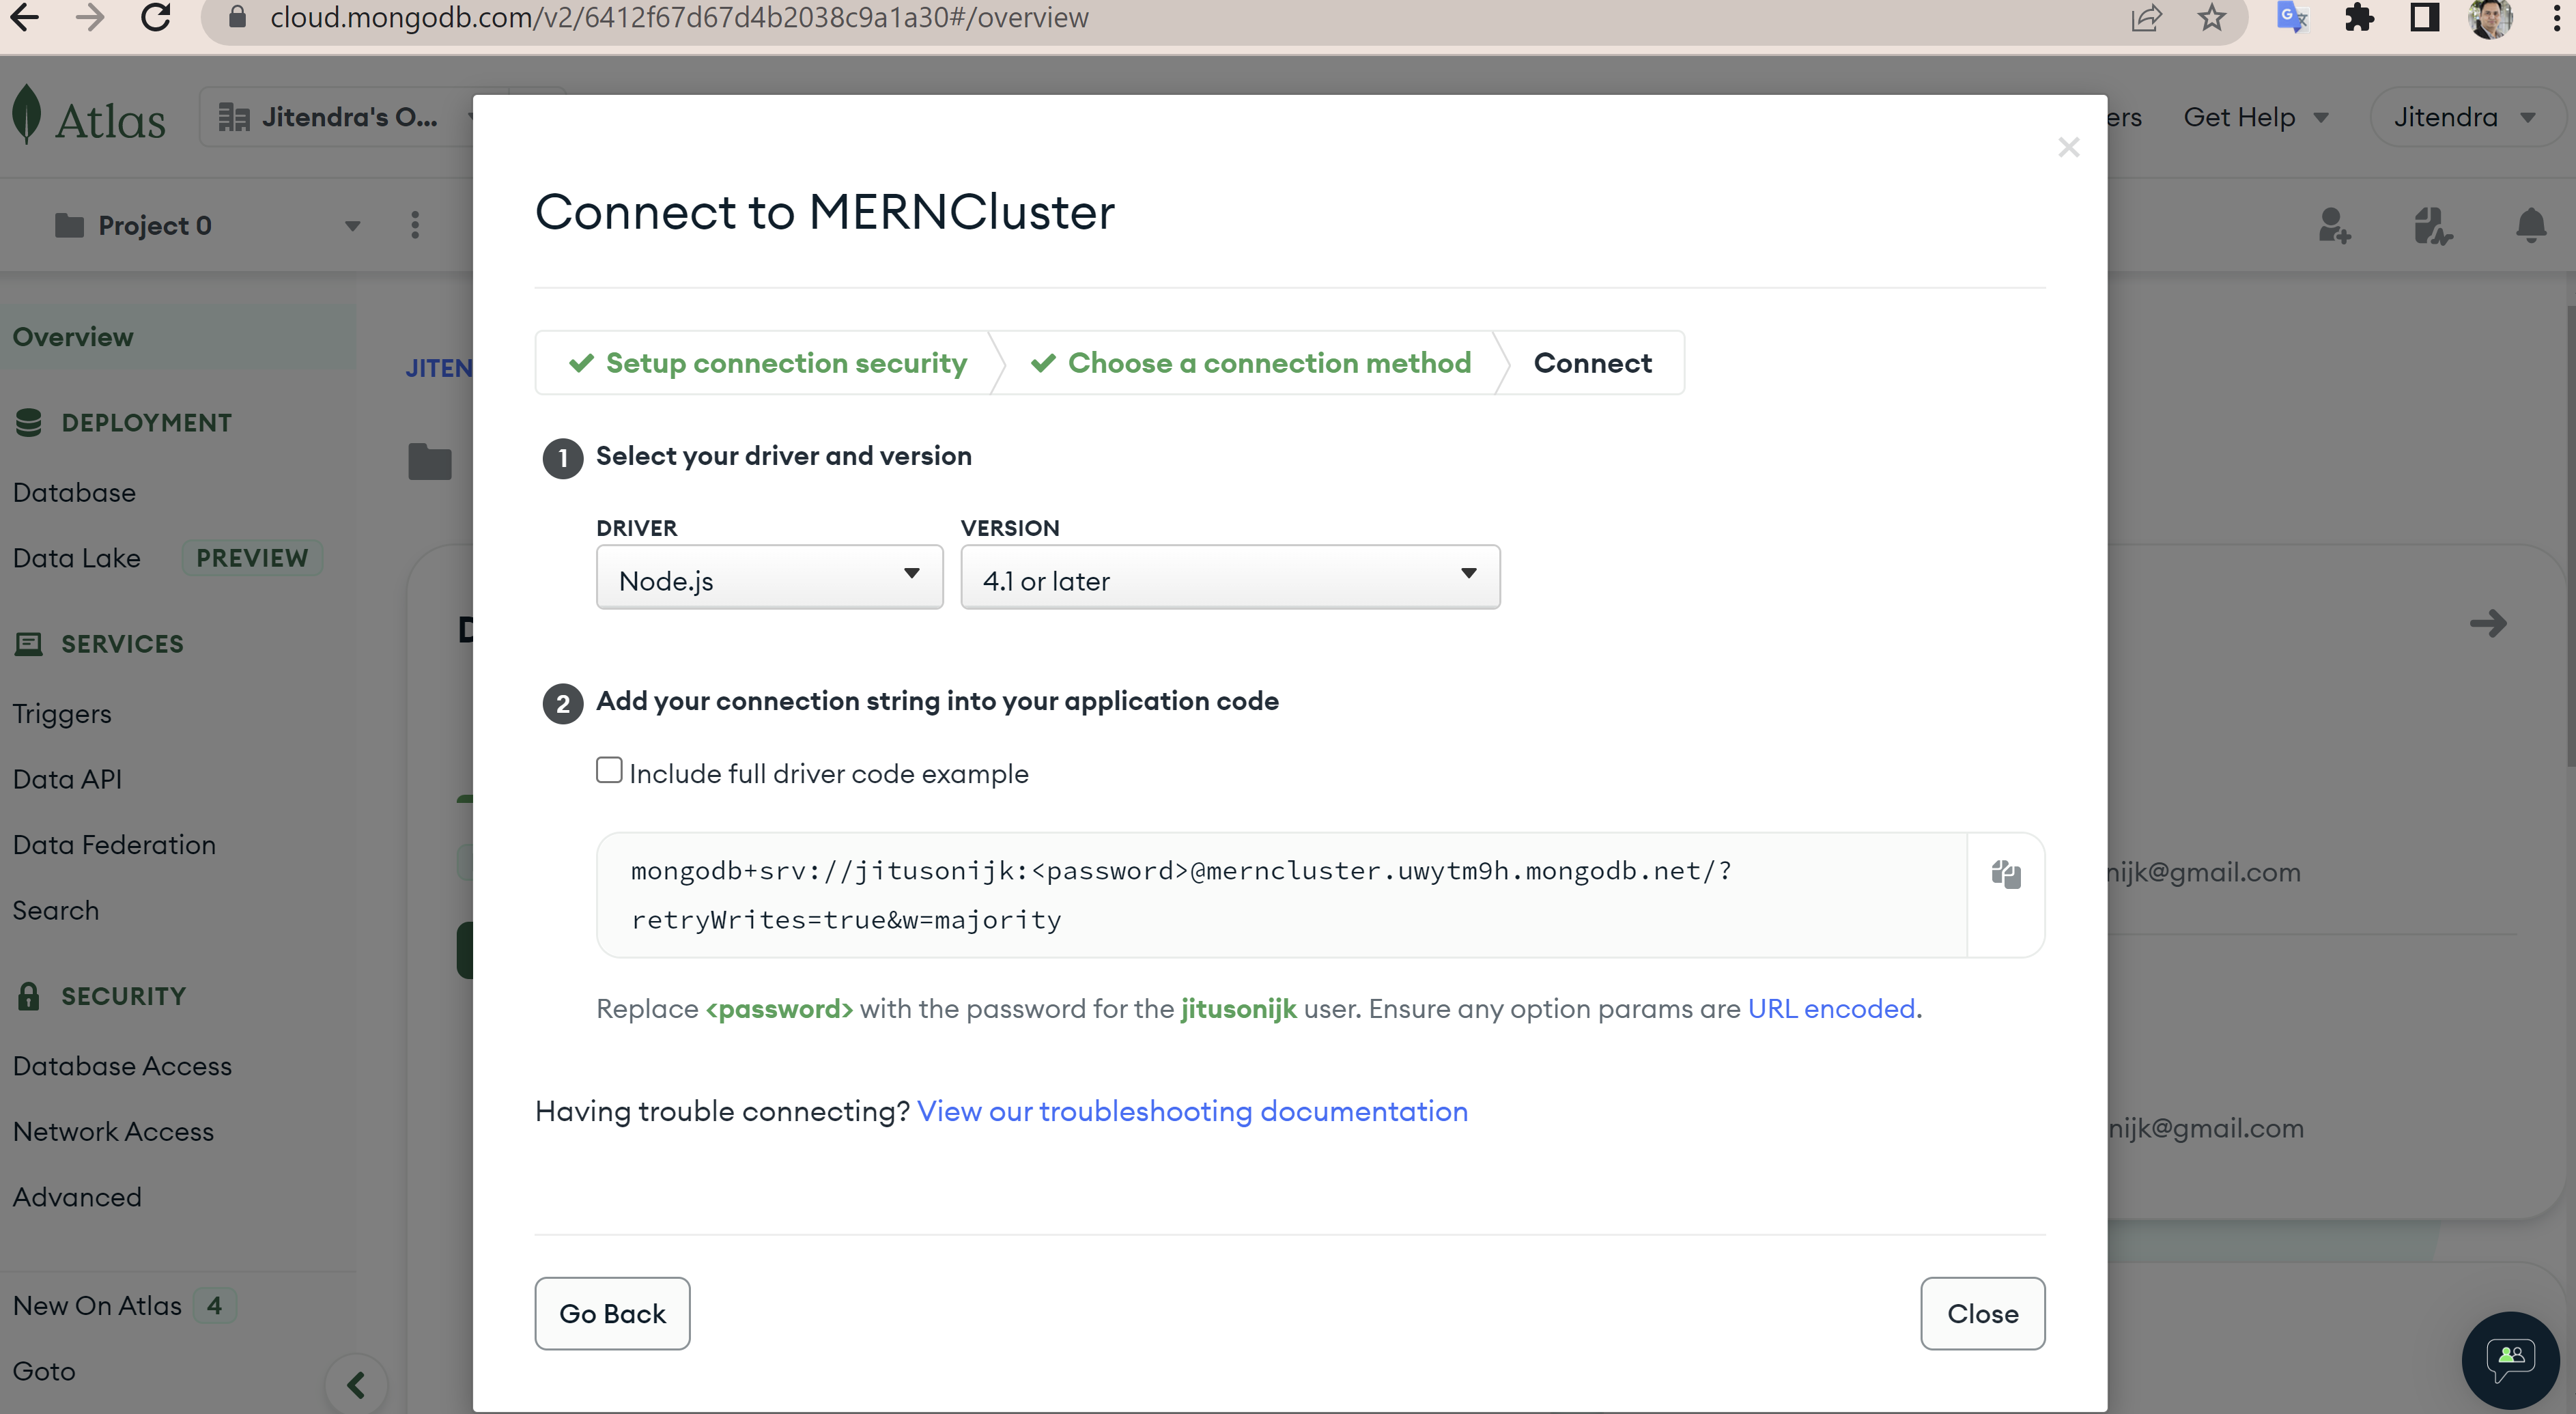 cloud.mongodb.com/v2/6412f67d67d4b2038c9a1a30#/overview
Atlas
Jitendra's O...
ers
Get Help
Jitendra
Project 0
Overview
JITEN
DEPLOYMENT
Database
Data Lake PREVIEW
SERVICES
Triggers
Data API
Data Federation
Search
SECURITY
Database Access
Network Access
Advanced
New On Atlas 4
Goto
Connect to MERNCluster
Setup connection security
Choose a connection method
Connect
1 Select your driver and version
DRIVER VERSION
Node.js 4.1 or later
2 Add your connection string into your application code
Include full driver code example
mongodb+srv://jitusonijk:<password>@merncluster.uwytm9h.mongodb.net/?
retryWrites=true&w=majority
Replace <password> with the password for the jitusonijk user. Ensure any option params are URL encoded.
Having trouble connecting? View our troubleshooting documentation
Go Back
Close
nijk@gmail.com
nijk@gmail.com